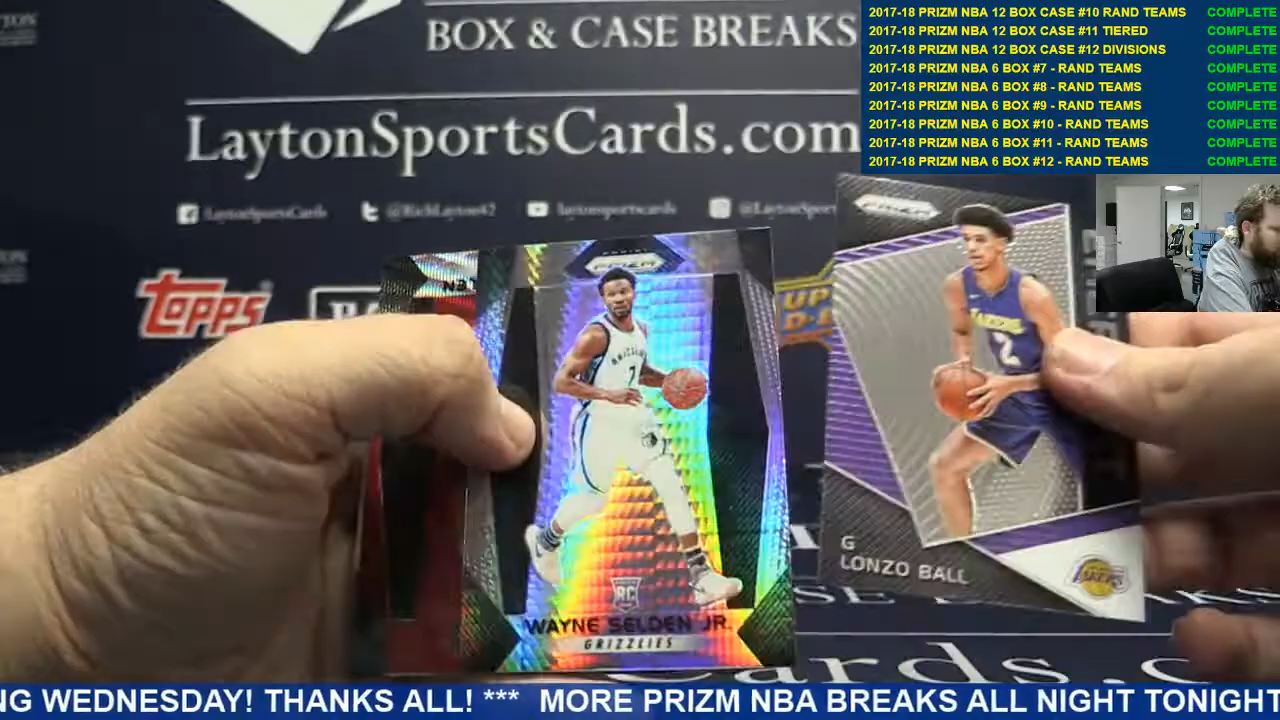 BOX & CASE BREAKS
LaytonSportsCards.com
LaytonSportsCards
@RichLayton42
laytonsportscards
@LaytonSpor
TOPPS
UP
D
2017-18 PRIZM NBA 12 BOX CASE #10 RAND TEAMS COMPLETE
2017-18 PRIZM NBA 12 BOX CASE #11 TIERED COMPLETE
2017-18 PRIZM NBA 12 BOX CASE #12 DIVISIONS COMPLETE
2017-18 PRIZM NBA 6 BOX #7 - RAND TEAMS COMPLETE
2017-18 PRIZM NBA 6 BOX #8 - RAND TEAMS COMPLETE
2017-18 PRIZM NBA 6 BOX #9 - RAND TEAMS COMPLETE
2017-18 PRIZM NBA 6 BOX #10 - RAND TEAMS COMPLETE
2017-18 PRIZM NBA 6 BOX #11 - RAND TEAMS COMPLETE
2017-18 PRIZM NBA 6 BOX #12 - RAND TEAMS COMPLETE
PRIZM
7
RC
WAYNE SELDEN JR.
GRIZZLIES
PRIZM
2
G
LONZO BALL
LAKERS
Cards.c
NG WEDNESDAY! THANKS ALL! *** MORE PRIZM NBA BREAKS ALL NIGHT TONIGHT